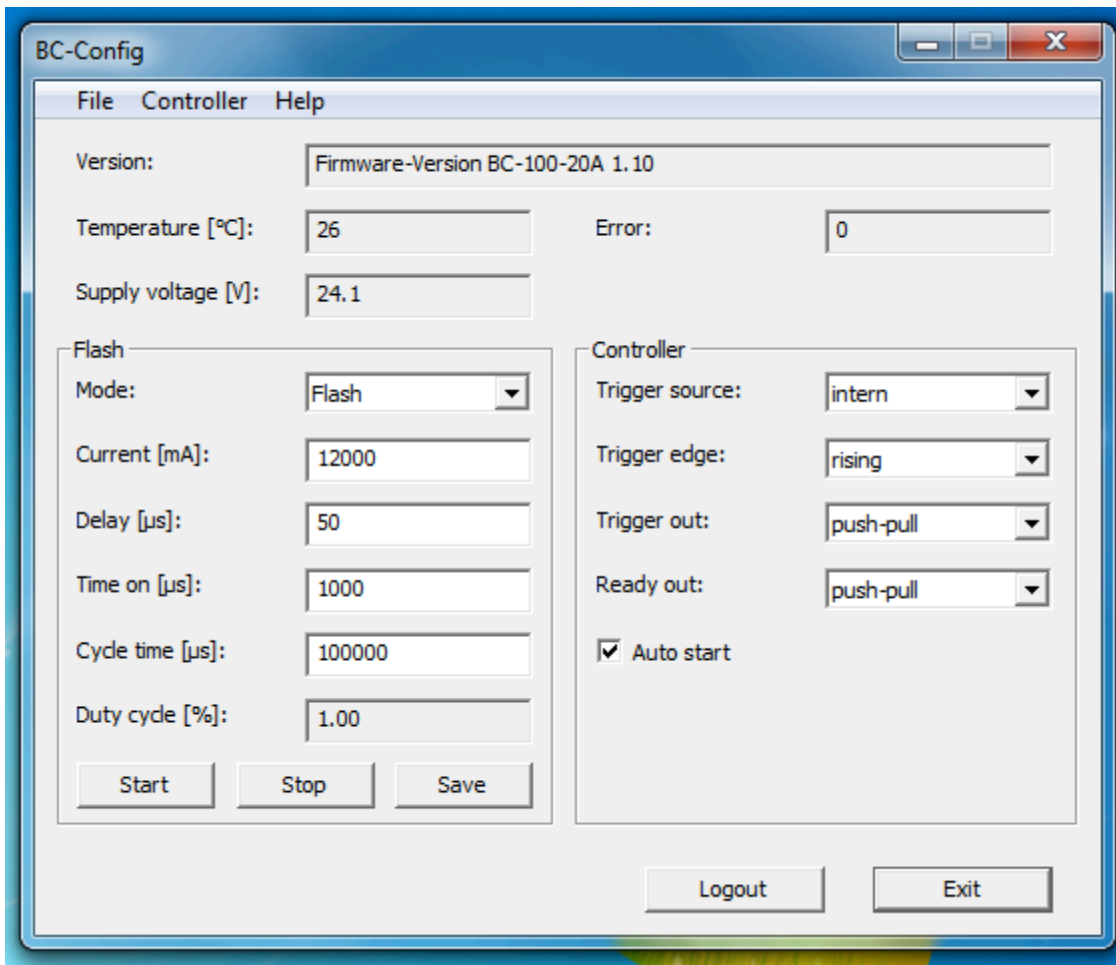 BC-Config
File Controller Help
Version: Firmware-Version BC-100-20A 1.10
Temperature [°C]: 26 Error: 0
Supply voltage [V]: 24.1
Flash
Mode: Flash
Current [mA]: 12000
Delay [µs]: 50
Time on [µs]: 1000
Cycle time [µs]: 100000
Duty cycle [%]: 1.00
Start Stop Save
Controller
Trigger source: intern
Trigger edge: rising
Trigger out: push-pull
Ready out: push-pull
Auto start
Logout Exit